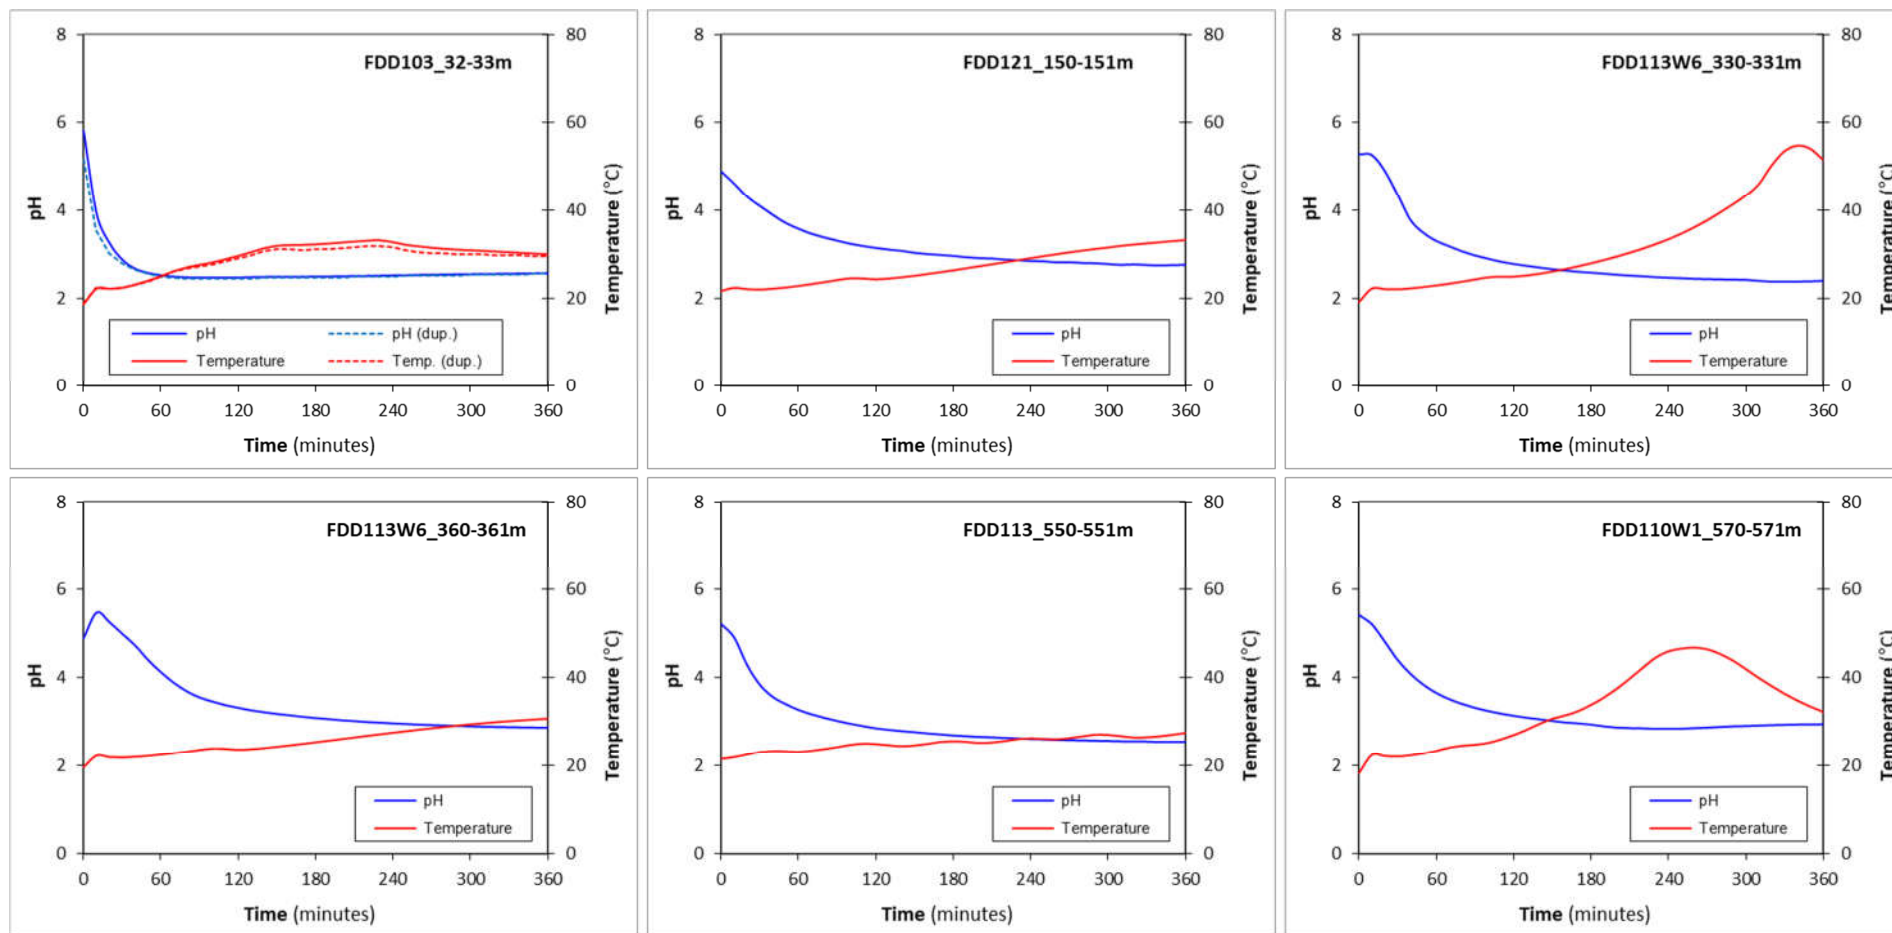 FDD103_32-33m
8
6
4
2
0
80
60
40
20
0
pH
Temperature (°C)
pH
pH (dup.)
Temperature
Temp. (dup.)
0 60 120 180 240 300 360
Time (minutes)
FDD121_150-151m
8
6
4
2
0
80
60
40
20
0
pH
Temperature (°C)
pH
Temperature
0 60 120 180 240 300 360
Time (minutes)
FDD113W6_330-331m
8
6
4
2
0
80
60
40
20
0
pH
Temperature (°C)
pH
Temperature
0 60 120 180 240 300 360
Time (minutes)
FDD113W6_360-361m
8
6
4
2
0
80
60
40
20
0
pH
Temperature (°C)
pH
Temperature
0 60 120 180 240 300 360
Time (minutes)
FDD113_550-551m
8
6
4
2
0
80
60
40
20
0
pH
Temperature (°C)
pH
Temperature
0 60 120 180 240 300 360
Time (minutes)
FDD110W1_570-571m
8
6
4
2
0
80
60
40
20
0
pH
Temperature (°C)
pH
Temperature
0 60 120 180 240 300 360
Time (minutes)